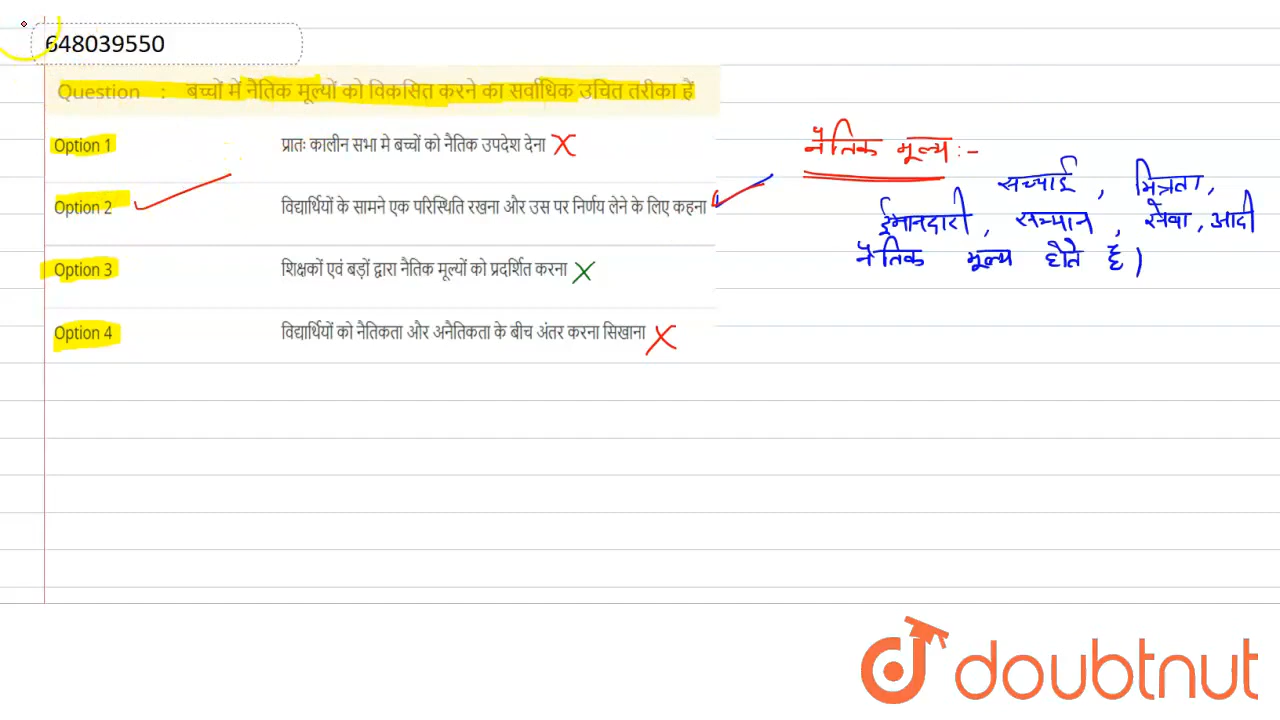 648039550
Question : बच्चों मे नैतिक मूल्यों को विकसित करने का सर्वाधिक उचित तरीका हैं
Option 1 प्रातः कालीन सभा मे बच्चों को नैतिक उपदेश देना X
Option 2 विद्यार्थियों के सामने एक परिस्थिति रखना और उस पर निर्णय लेने के लिए कहना
Option 3 शिक्षकों एवं बड़ों द्वारा नैतिक मूल्यों को प्रदर्शित करना X
Option 4 विद्यार्थियों को नैतिकता और अनैतिकता के बीच अंतर करना सिखाना X
नैतिक मूल्य :-
सच्चाई , मित्रता ,
ईमानदारी , सम्मान , सेवा , आदी
नैतिक मूल्य होते है ।
doubtnut